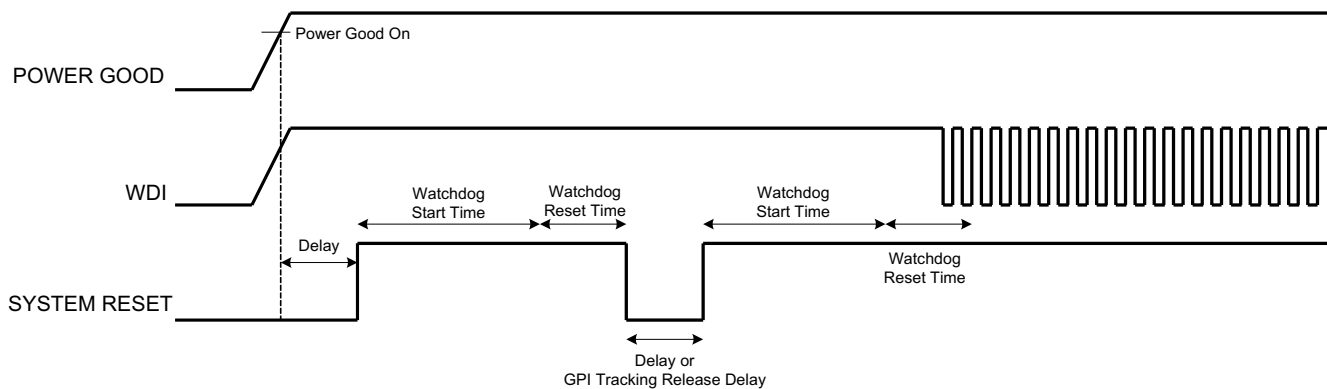 Power Good On
POWER GOOD
WDI
Watchdog
Start Time
Watchdog
Reset Time
Watchdog
Start Time
Delay
Watchdog
Reset Time
SYSTEM RESET
Delay or
GPI Tracking Release Delay